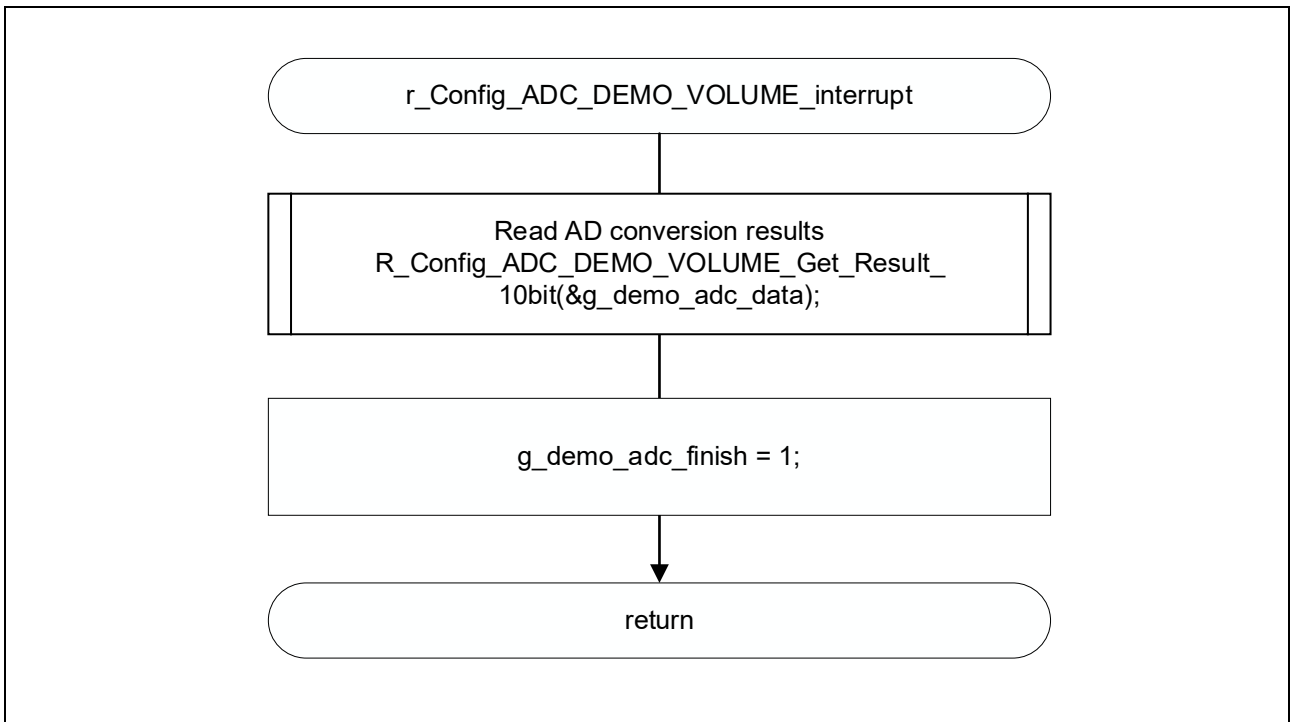 r_Config_ADC_DEMO_VOLUME_interrupt
Read AD conversion results
R_Config_ADC_DEMO_VOLUME_Get_Result_
10bit(&g_demo_adc_data);
g_demo_adc_finish = 1;
return